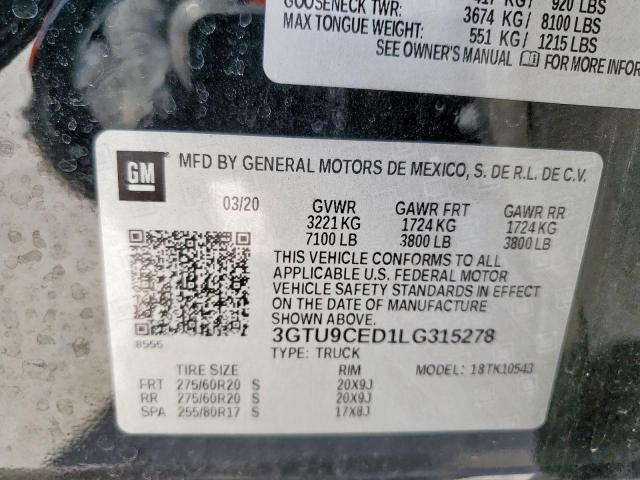 GOOSENECK TWR: 417 KG/ 920 LBS
3674 KG/ 8100 LBS
MAX TONGUE WEIGHT: 551 KG/ 1215 LBS
SEE OWNER'S MANUAL FOR MORE INFOR
GM MFD BY GENERAL MOTORS DE MEXICO, S. DE R.L. DE C.V.
03/20 GVWR GAWR FRT GAWR RR
3221 KG 1724 KG 1724 KG
7100 LB 3800 LB 3800 LB
THIS VEHICLE CONFORMS TO ALL
APPLICABLE U.S. FEDERAL MOTOR
VEHICLE SAFETY STANDARDS IN EFFECT
ON THE DATE OF MANUFACTURE
SHOWN ABOVE.
3GTU9CED1LG315278
8555
TYPE: TRUCK MODEL: 18TK10543
TIRE SIZE RIM
FRT 275/60R20 S 20X9J
RR 275/60R20 S 20X9J
SPA 255/80R17 S 17X8J